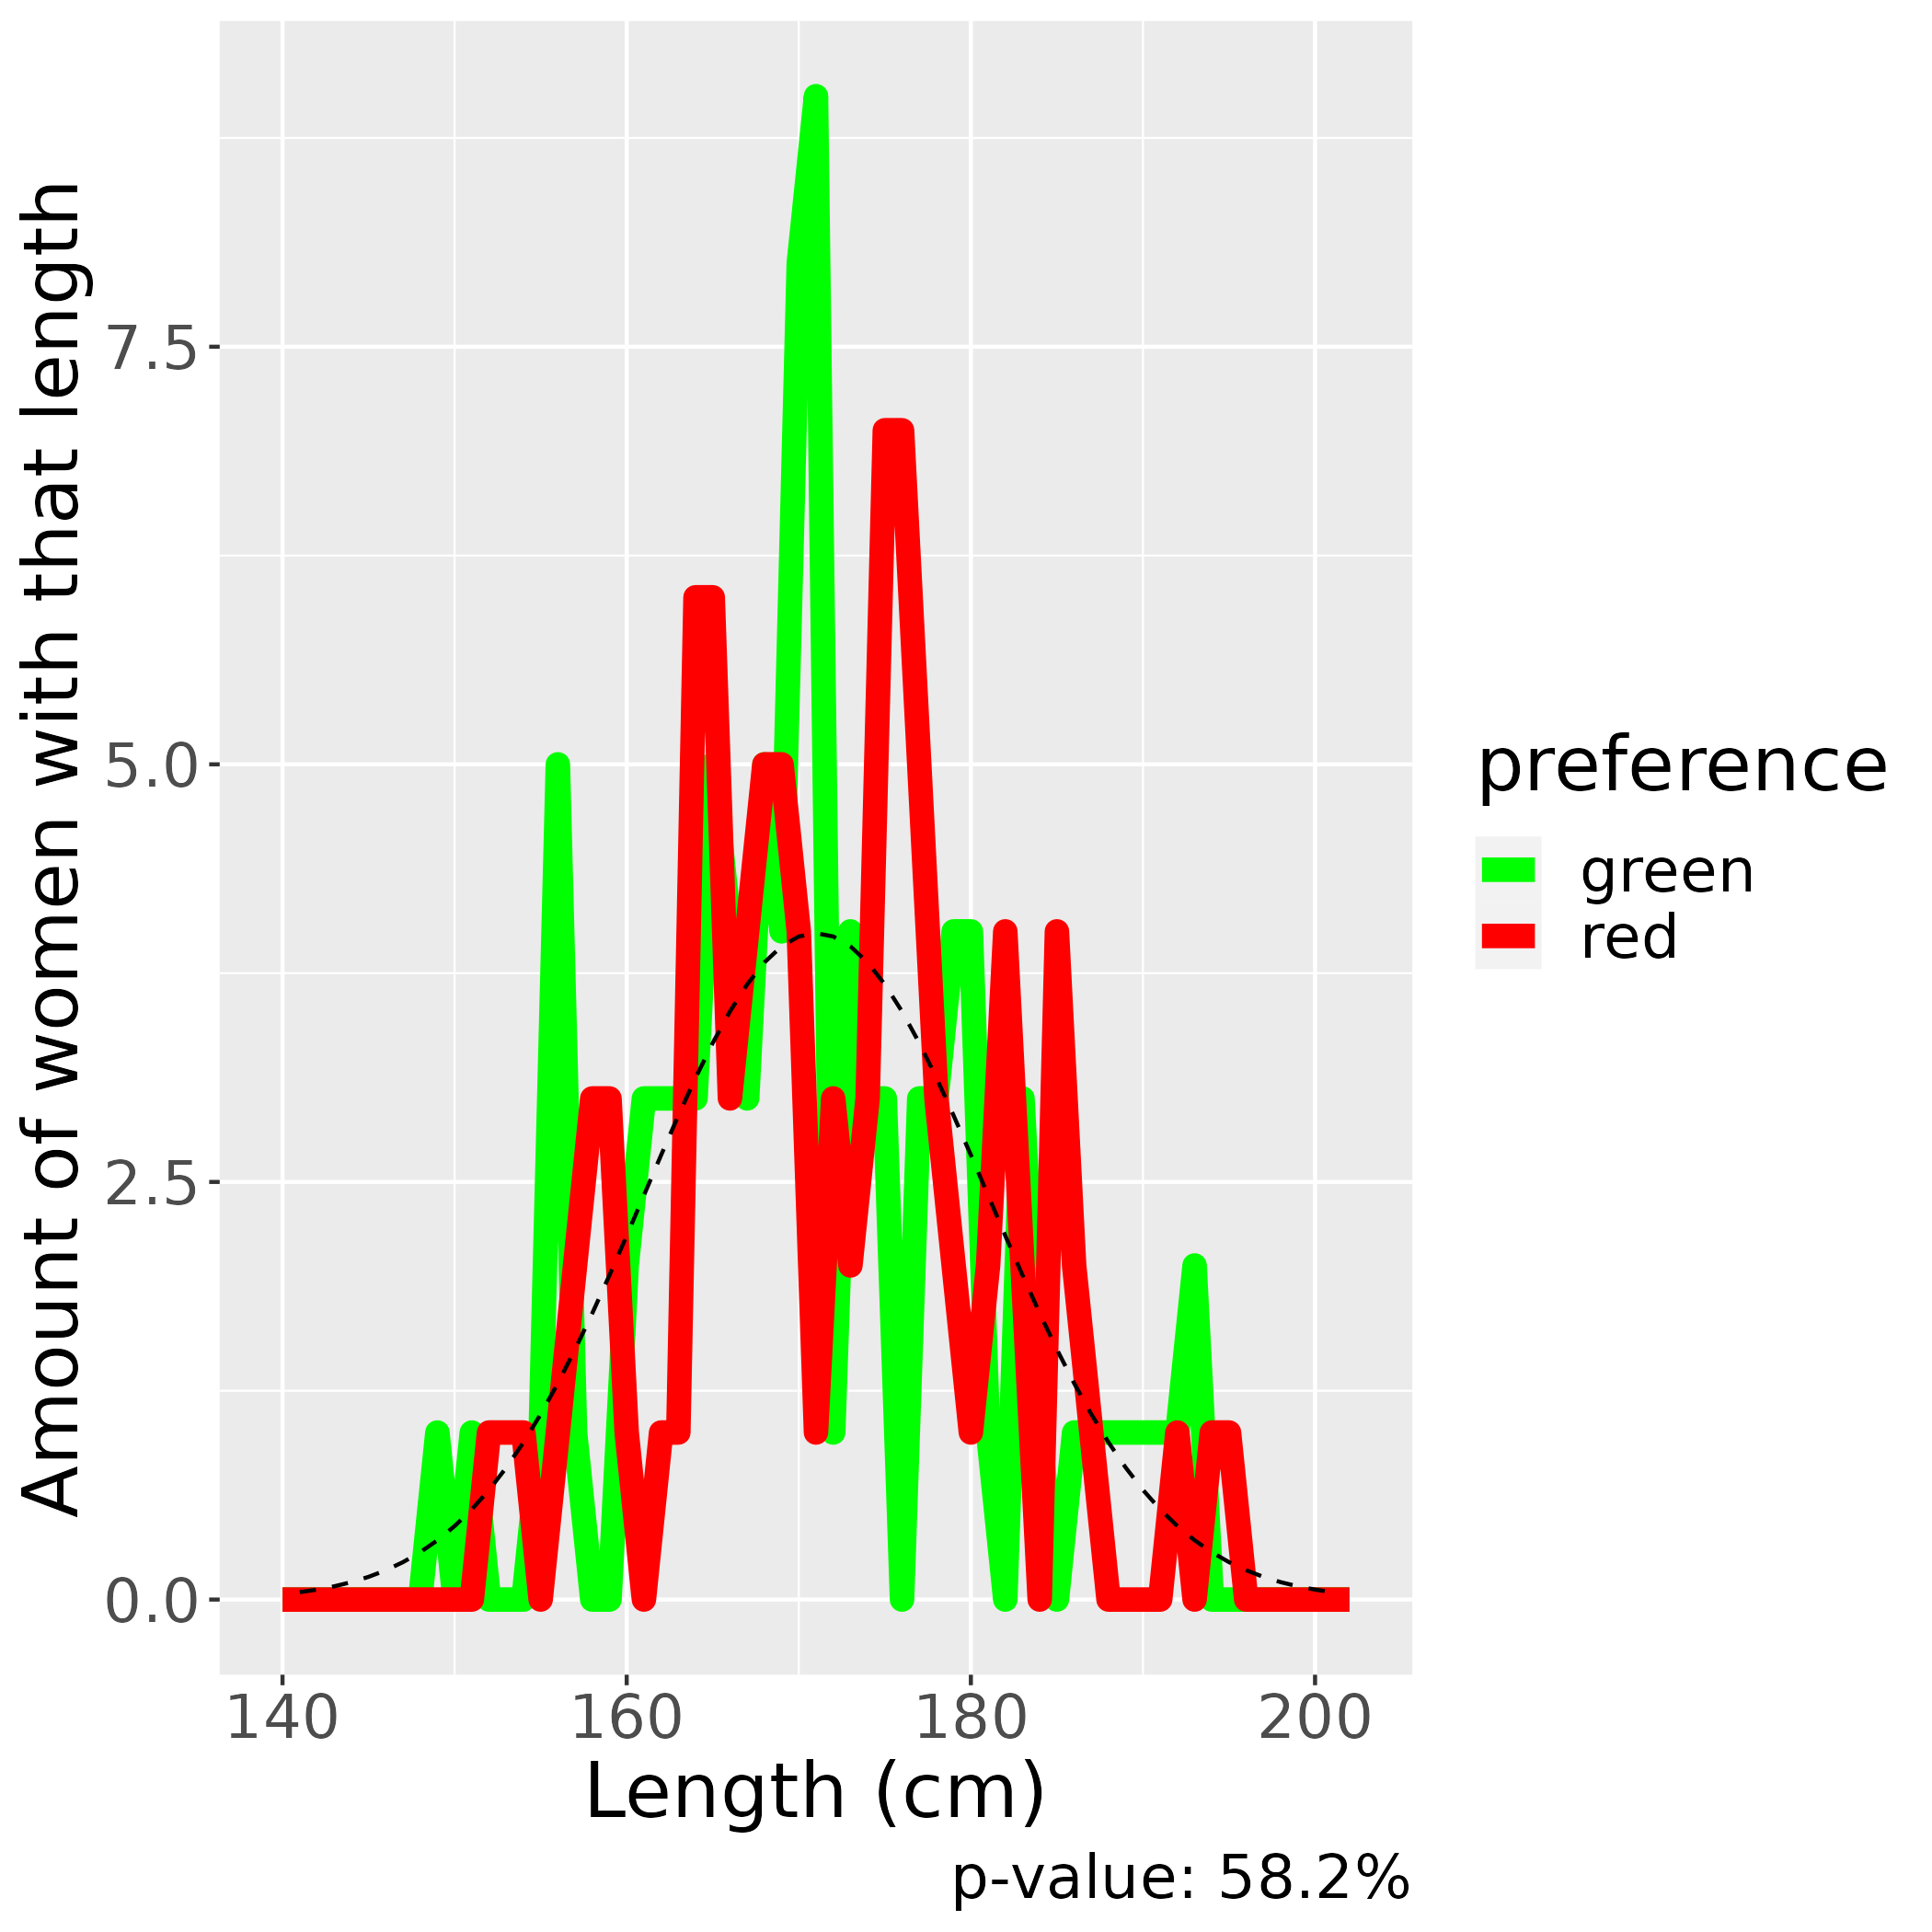 Amount of women with that length
7.5
5.0
2.5
0.0
140 160 180 200
Length (cm)
p-value: 58.2%
preference
green
red